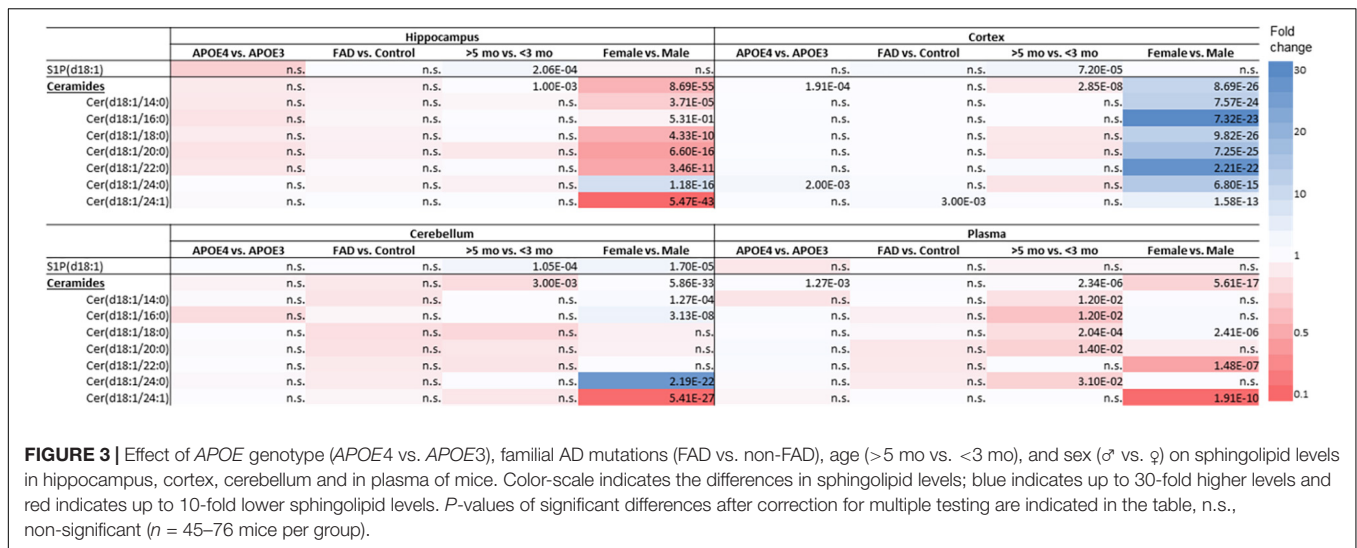 Hippocampus Cortex
APOE4 vs. APOE3 FAD vs. Control >5 mo vs. <3 mo Female vs. Male APOE4 vs. APOE3 FAD vs. Control >5 mo vs. <3 mo Female vs. Male
S1P(d18:1) n.s. n.s. 2.06E-04 n.s. n.s. n.s. 7.20E-05 n.s.
Ceramides n.s. n.s. 1.00E-03 8.69E-55 1.91E-04 n.s. 2.85E-08 8.69E-26
Cer(d18:1/14:0) n.s. n.s. n.s. 3.71E-05 n.s. n.s. n.s. 7.57E-24
Cer(d18:1/16:0) n.s. n.s. n.s. 5.31E-01 n.s. n.s. n.s. 7.32E-23
Cer(d18:1/18:0) n.s. n.s. n.s. 4.33E-10 n.s. n.s. n.s. 9.82E-26
Cer(d18:1/20:0) n.s. n.s. n.s. 6.60E-16 n.s. n.s. n.s. 7.25E-25
Cer(d18:1/22:0) n.s. n.s. n.s. 3.46E-11 n.s. n.s. n.s. 2.21E-22
Cer(d18:1/24:0) n.s. n.s. n.s. 1.18E-16 2.00E-03 n.s. n.s. 6.80E-15
Cer(d18:1/24:1) n.s. n.s. n.s. 5.47E-43 n.s. 3.00E-03 n.s. 1.58E-13
Cerebellum Plasma
APOE4 vs. APOE3 FAD vs. Control >5 mo vs. <3 mo Female vs. Male APOE4 vs. APOE3 FAD vs. Control >5 mo vs. <3 mo Female vs. Male
S1P(d18:1) n.s. n.s. 1.05E-04 1.70E-05 n.s. n.s. n.s. n.s.
Ceramides n.s. n.s. 3.00E-03 5.86E-33 1.27E-03 n.s. 2.34E-06 5.61E-17
Cer(d18:1/14:0) n.s. n.s. n.s. 1.27E-04 n.s. n.s. 1.20E-02 n.s.
Cer(d18:1/16:0) n.s. n.s. n.s. 3.13E-08 n.s. n.s. 1.20E-02 n.s.
Cer(d18:1/18:0) n.s. n.s. n.s. n.s. n.s. n.s. 2.04E-04 2.41E-06
Cer(d18:1/20:0) n.s. n.s. n.s. n.s. n.s. n.s. 1.40E-02 n.s.
Cer(d18:1/22:0) n.s. n.s. n.s. n.s. n.s. n.s. n.s. 1.48E-07
Cer(d18:1/24:0) n.s. n.s. n.s. 2.19E-22 n.s. n.s. 3.10E-02 n.s.
Cer(d18:1/24:1) n.s. n.s. n.s. 5.41E-27 n.s. n.s. n.s. 1.91E-10
Fold
change
30
20
10
1
0.5
0.1
FIGURE 3 | Effect of APOE genotype (APOE4 vs. APOE3), familial AD mutations (FAD vs. non-FAD), age (>5 mo vs. <3 mo), and sex (♂ vs. ♀) on sphingolipid levels
in hippocampus, cortex, cerebellum and in plasma of mice. Color-scale indicates the differences in sphingolipid levels; blue indicates up to 30-fold higher levels and
red indicates up to 10-fold lower sphingolipid levels. P-values of significant differences after correction for multiple testing are indicated in the table, n.s.,
non-significant (n = 45–76 mice per group).